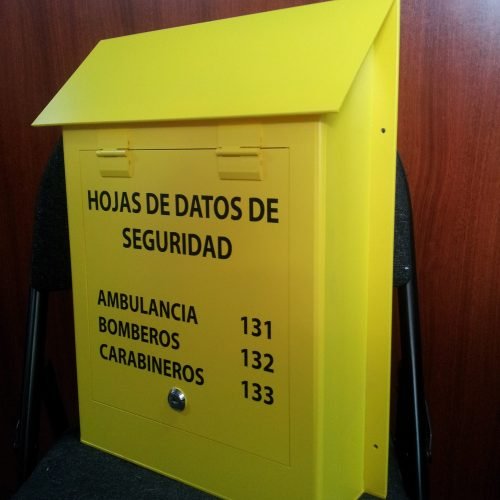 HOJAS DE DATOS DE
SEGURIDAD
AMBULANCIA 131
BOMBEROS 132
CARABINEROS 133